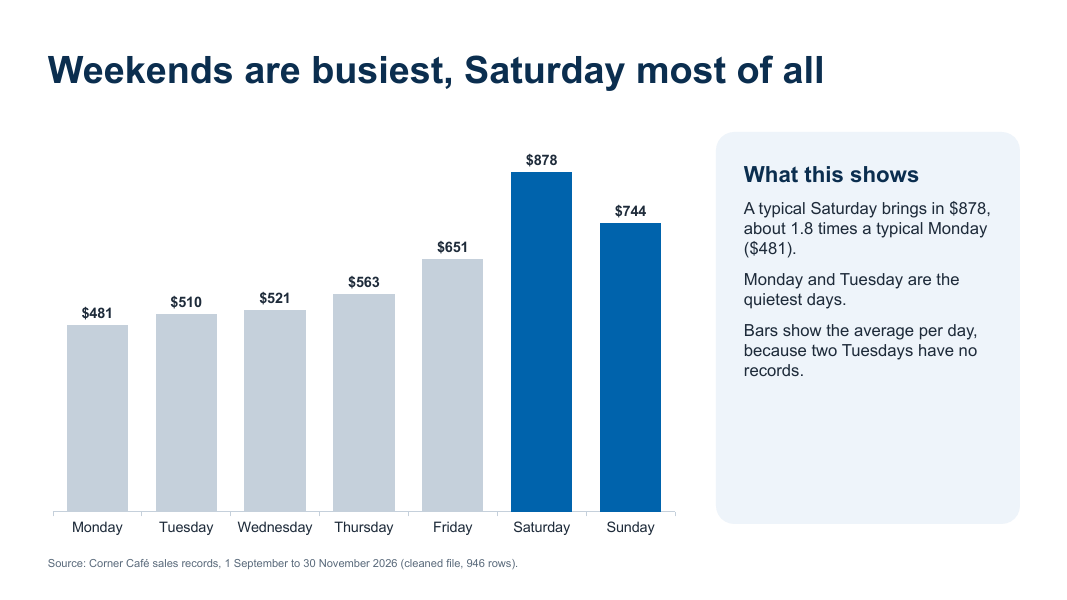 Weekends are busiest, Saturday most of all
$481
$510
$521
$563
$651
$878
$744
Monday
Tuesday
Wednesday
Thursday
Friday
Saturday
Sunday
What this shows
A typical Saturday brings in $878,
about 1.8 times a typical Monday
($481).
Monday and Tuesday are the
quietest days.
Bars show the average per day,
because two Tuesdays have no
records.
Source: Corner Café sales records, 1 September to 30 November 2026 (cleaned file, 946 rows).